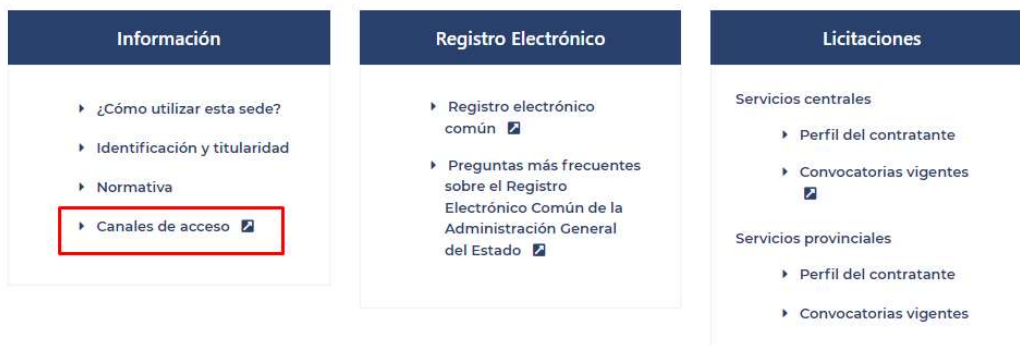 Información
¿Cómo utilizar esta sede?
Identificación y titularidad
Normativa
Canales de acceso
Registro Electrónico
Registro electrónico
común
Preguntas más frecuentes
sobre el Registro
Electrónico Común de la
Administración General
del Estado
Licitaciones
Servicios centrales
Perfil del contratante
Convocatorias vigentes
Servicios provinciales
Perfil del contratante
Convocatorias vigentes